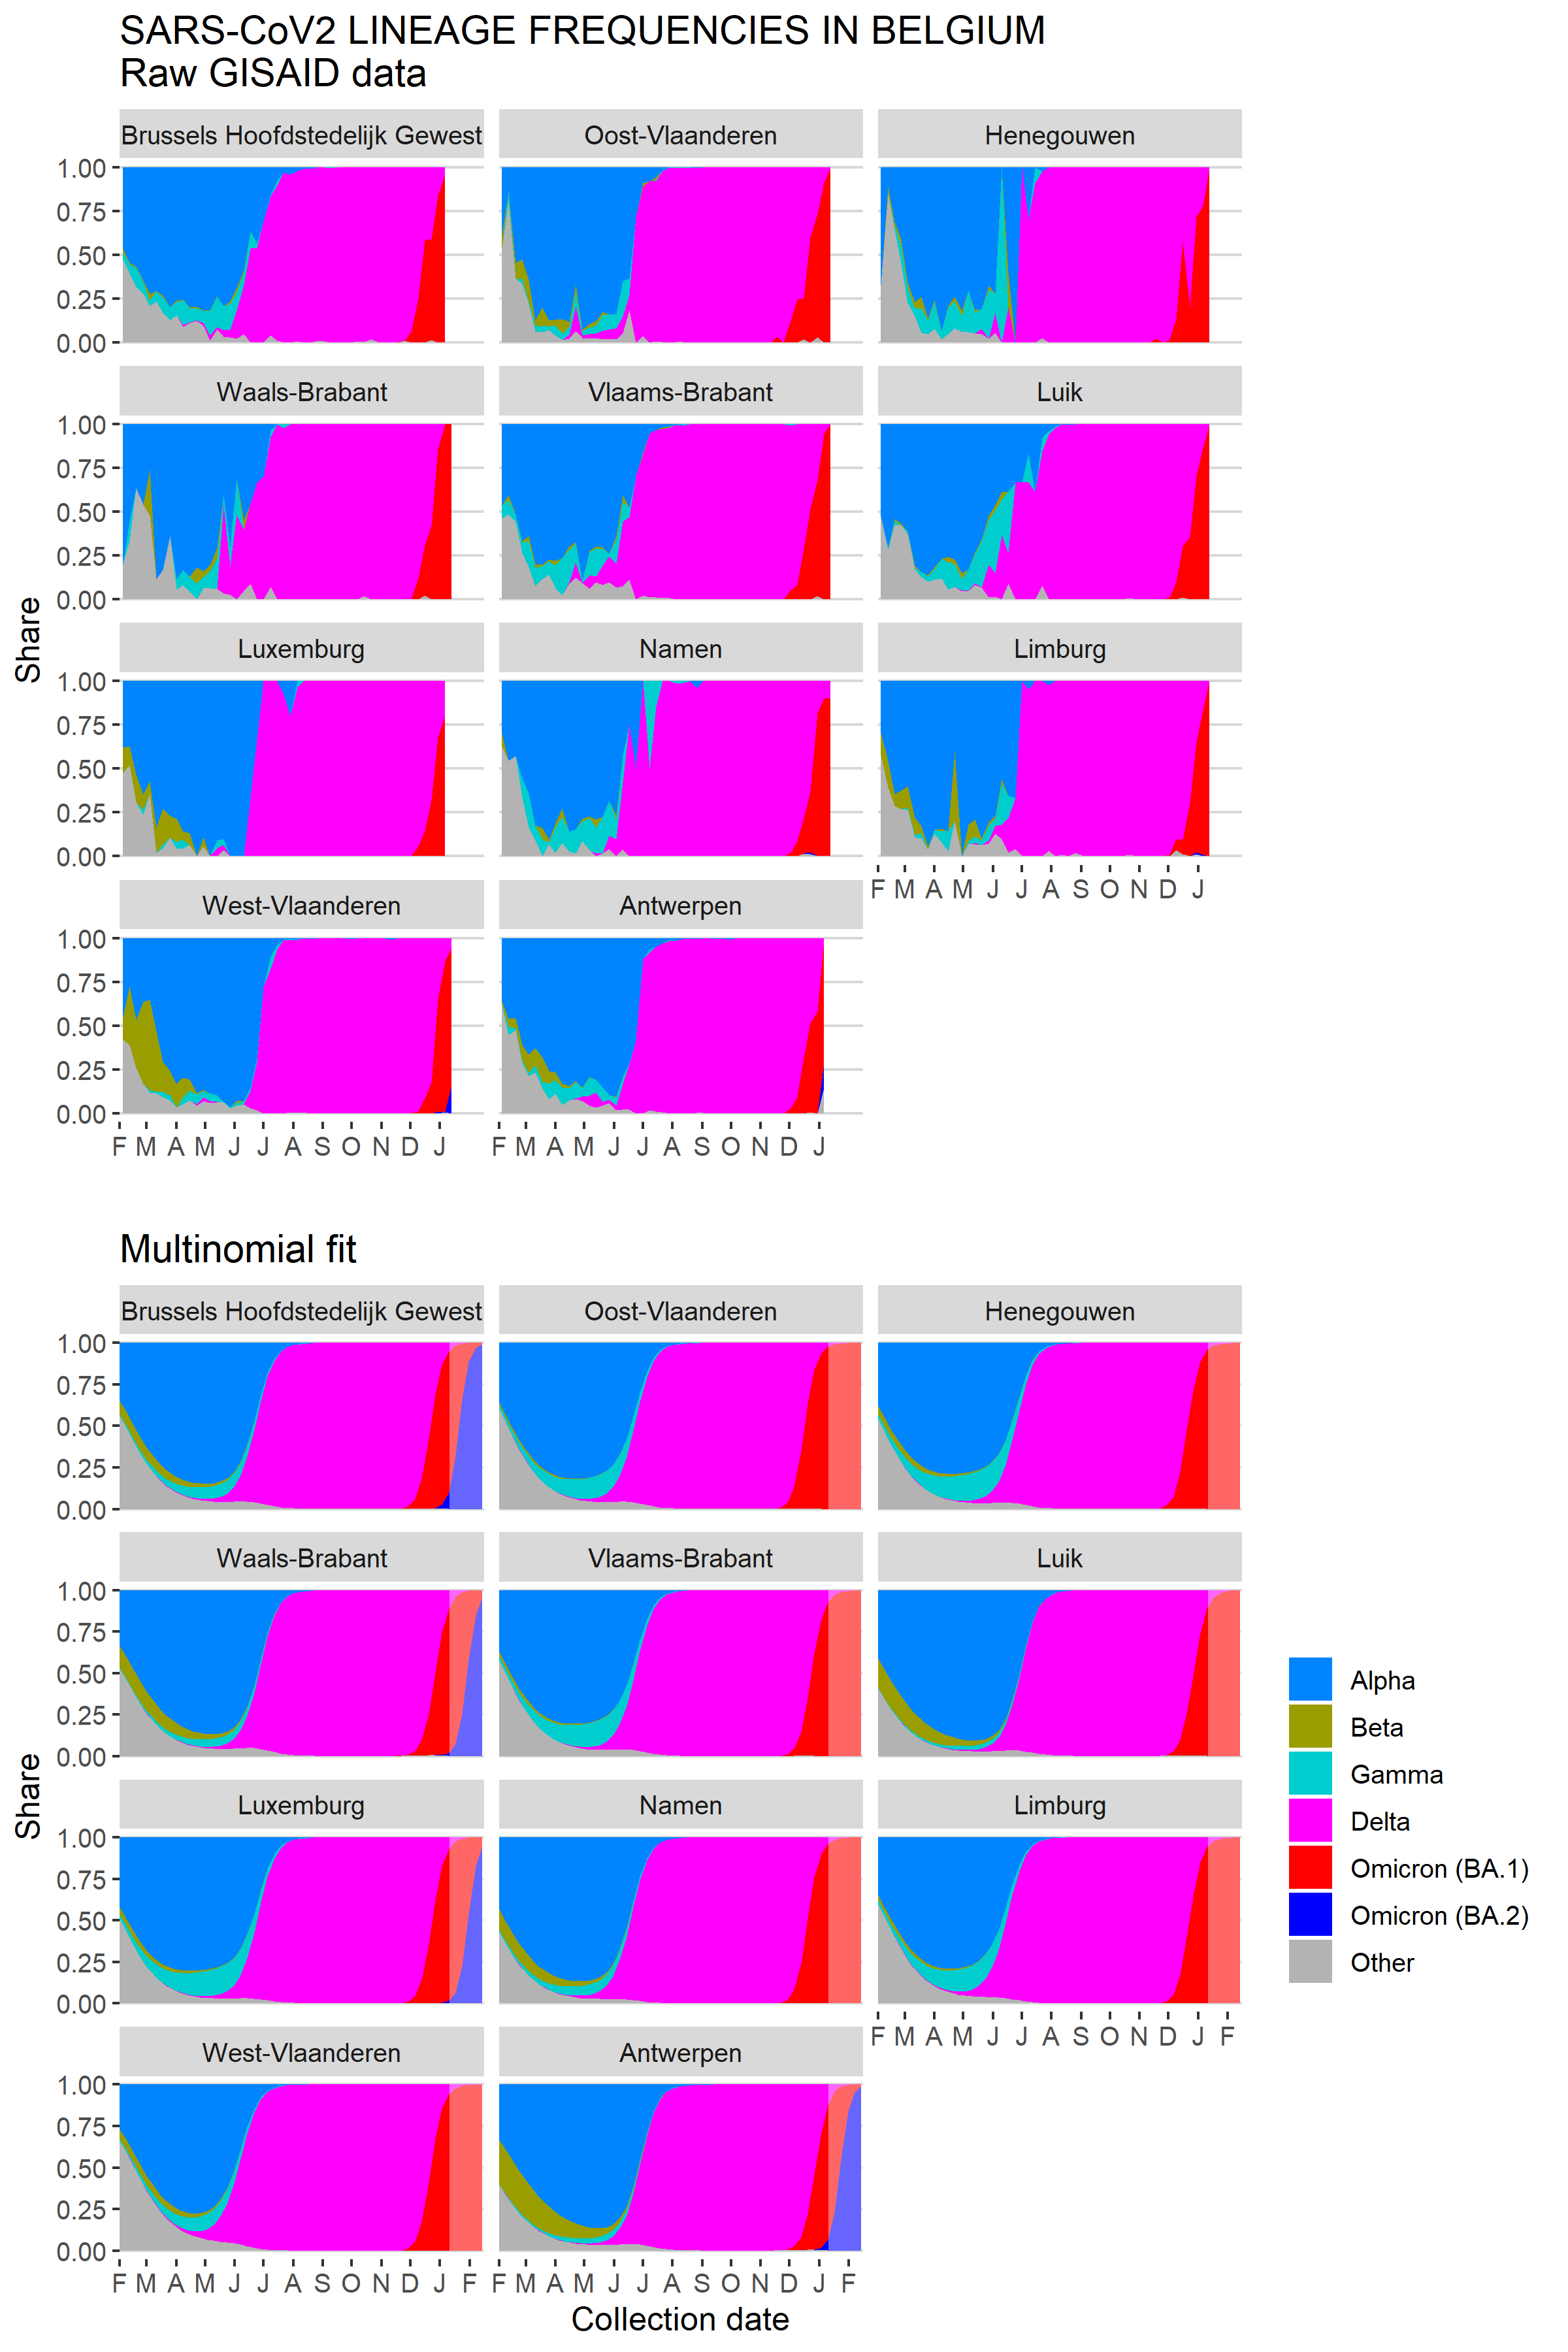 SARS-CoV2 LINEAGE FREQUENCIES IN BELGIUM
Raw GISAID data
Brussels Hoofdstedelijk Gewest
Oost-Vlaanderen
Henegouwen
1.00
0.75
0.50
0.25
0.00
Waals-Brabant
Vlaams-Brabant
Luik
1.00
0.75
0.50
0.25
0.00
Share
Luxemburg
Namen
Limburg
1.00
0.75
0.50
0.25
0.00
F M A M J J A S O N D J
West-Vlaanderen
Antwerpen
1.00
0.75
0.50
0.25
0.00
F M A M J J A S O N D J
F M A M J J A S O N D J
Multinomial fit
Brussels Hoofdstedelijk Gewest
Oost-Vlaanderen
Henegouwen
1.00
0.75
0.50
0.25
0.00
Waals-Brabant
Vlaams-Brabant
Luik
1.00
0.75
0.50
0.25
0.00
Share
Luxemburg
Namen
Limburg
1.00
0.75
0.50
0.25
0.00
F M A M J J A S O N D J F
West-Vlaanderen
Antwerpen
1.00
0.75
0.50
0.25
0.00
F M A M J J A S O N D J F
F M A M J J A S O N D J F
Collection date
Alpha
Beta
Gamma
Delta
Omicron (BA.1)
Omicron (BA.2)
Other